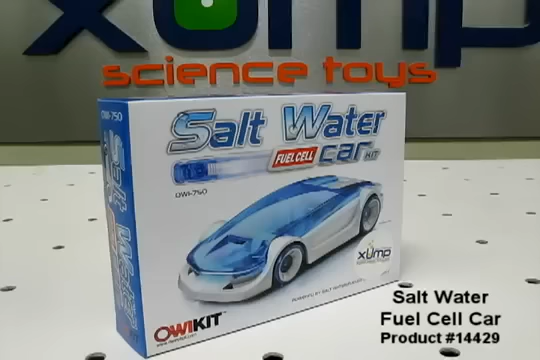 xump
science toys
OWI-750
Salt Water
Salt Water
FUEL CELL
car KIT
OWI-750
xump
OWIKIT
Salt Water
Fuel Cell Car
Product #14429